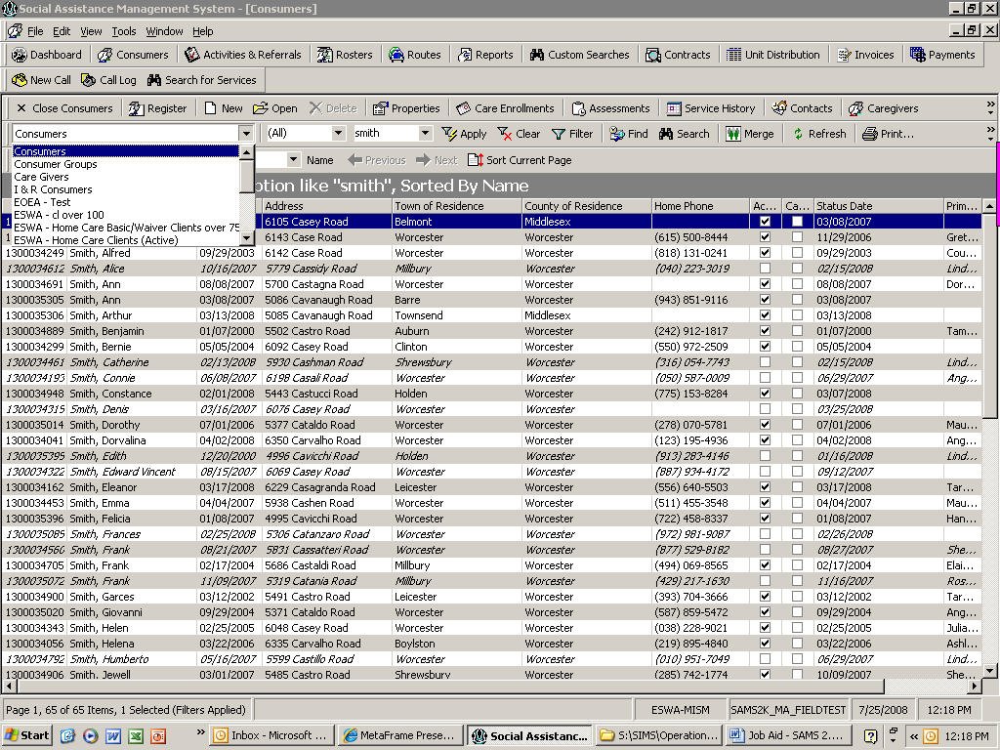 Social Assistance Management System - [Consumers]
File Edit View Tools Window Help
Dashboard Consumers Activities & Referrals Rosters Routes Reports Custom Searches Contracts Unit Distribution Invoices Payments
New Call Call Log Search for Services
Close Consumers Register New Open Delete Properties Care Enrollments Assessments Service History Contacts Caregivers
Consumers (All) smith Apply Clear Filter Find Search Merge Refresh Print...
Consumers
Consumer Groups
Care Givers
I & R Consumers
EOEA - Test
ESWA - cl over 100
ESWA - Home Care Basic/Waiver Clients over 75
ESWA - Home Care Clients (Active)
Name Previous Next Sort Current Page
ption like "smith", Sorted By Name
Address Town of Residence County of Residence Home Phone Ac... Ca... Status Date Prim...
1 6105 Casey Road Belmont Middlesex 03/08/2007
1 6143 Case Road Worcester Worcester (615) 500-8444 11/29/2006 Gret...
1300034249 Smith, Alfred 09/29/2003 6142 Case Road Worcester Worcester (818) 131-0241 09/29/2003 Cou...
1300034612 Smith, Alice 10/16/2007 5779 Cassidy Road Millbury Worcester (040) 223-3019 02/15/2008 Lind...
1300034691 Smith, Ann 08/08/2007 5700 Castagna Road Worcester Worcester 08/08/2007 Dor...
1300035305 Smith, Ann 03/08/2007 5086 Cavanaugh Road Barre Worcester (943) 851-9116 03/08/2007
1300035306 Smith, Arthur 03/13/2008 5085 Cavanaugh Road Townsend Middlesex 03/13/2008
1300034889 Smith, Benjamin 01/07/2000 5502 Castro Road Auburn Worcester (242) 912-1817 01/07/2000 Tam...
1300034299 Smith, Bernie 05/05/2004 6092 Casey Road Clinton Worcester (550) 972-2509 05/05/2004
1300034461 Smith, Catherine 02/13/2008 5930 Cashman Road Shrewsbury Worcester (316) 054-7743 02/15/2008 Lind...
1300034193 Smith, Connie 06/08/2007 6198 Casali Road Worcester Worcester (050) 587-0009 06/29/2007 Ang...
1300034948 Smith, Constance 02/01/2008 5443 Castucci Road Holden Worcester (775) 153-8284 03/07/2008
1300034315 Smith, Denis 03/16/2007 6076 Casey Road Worcester Worcester 03/25/2008
1300035014 Smith, Dorothy 07/01/2006 5377 Cataldo Road Worcester Worcester (278) 070-5781 07/01/2006 Mau...
1300034041 Smith, Dorvalina 04/02/2008 6350 Carvalho Road Worcester Worcester (123) 195-4936 04/02/2008 Ang...
1300035395 Smith, Edith 12/20/2000 4996 Cavicchi Road Holden Worcester (913) 283-4146 01/16/2008 Lind...
1300034322 Smith, Edward Vincent 08/15/2007 6069 Casey Road Worcester Worcester (887) 934-4172 09/12/2007
1300034162 Smith, Eleanor 03/17/2008 6229 Casagranda Road Leicester Worcester (556) 640-5503 03/17/2008 Tar...
1300034453 Smith, Emma 04/04/2007 5938 Cashen Road Worcester Worcester (511) 455-3548 04/04/2007 Mau...
1300035396 Smith, Felicia 01/08/2007 4995 Cavicchi Road Worcester Worcester (722) 458-8337 01/08/2007 Han...
1300035085 Smith, Frances 02/25/2008 5306 Catanzaro Road Worcester Worcester (972) 981-9087 02/26/2008
1300034560 Smith, Frank 08/21/2007 5831 Cassatteri Road Worcester Worcester (877) 529-8182 08/27/2007 She...
1300034705 Smith, Frank 02/17/2004 5686 Castaldi Road Millbury Worcester (494) 069-8565 02/17/2004 Elai...
1300035072 Smith, Frank 11/09/2007 5319 Catania Road Millbury Worcester (429) 217-1630 11/16/2007 Ros...
1300034900 Smith, Garces 03/12/2002 5491 Castro Road Leicester Worcester (393) 704-3666 03/12/2002 Tar...
1300035020 Smith, Giovanni 09/29/2004 5371 Cataldo Road Worcester Worcester (587) 859-5472 09/29/2004 Ang...
1300034343 Smith, Helen 02/25/2005 6048 Casey Road Worcester Worcester (038) 228-9021 02/25/2005 Julia...
1300034056 Smith, Helena 03/22/2006 6335 Carvalho Road Boylston Worcester (219) 895-4840 03/22/2006 Ashl...
1300034792 Smith, Humberto 05/16/2007 5599 Castillo Road Worcester Worcester (010) 951-7049 06/29/2007 Lind...
1300034906 Smith, Jewell 03/01/2007 5485 Castro Road Shrewsbury Worcester (285) 742-1774 10/09/2007 She...
Page 1, 65 of 65 Items, 1 Selected (Filters Applied) ESWA-MISM SAMS2K_MA_FIELDTEST 7/25/2008 12:18 PM
Start Inbox - Microsoft ... MetaFrame Prese... Social Assistanc... S:\SIMS\Operation... Job Aid - SAMS 2.... 12:18 PM